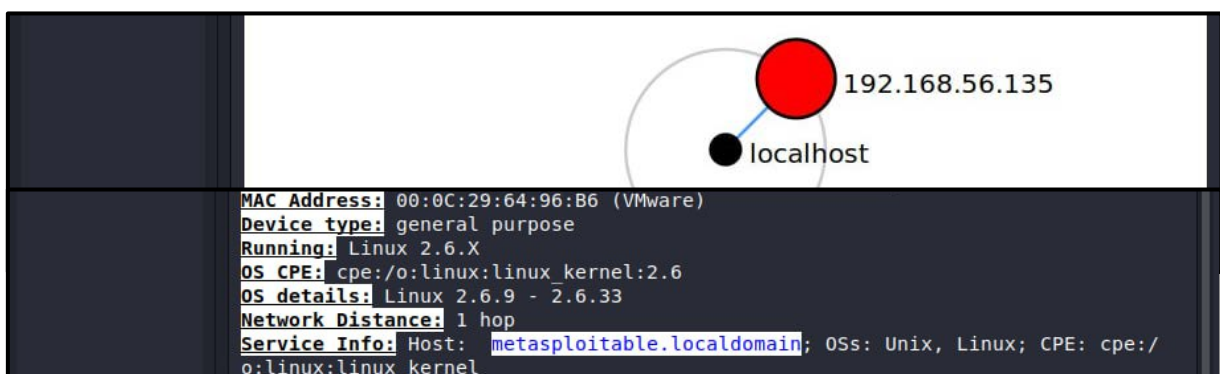 192.168.56.135
localhost
MAC Address: 00:0C:29:64:96:B6 (VMware)
Device type: general purpose
Running: Linux 2.6.X
OS CPE: cpe:/o:linux:linux_kernel:2.6
OS details: Linux 2.6.9 - 2.6.33
Network Distance: 1 hop
Service Info: Host:  metasploitable.localdomain; OSs: Unix, Linux; CPE: cpe:/
o:linux:linux_kernel